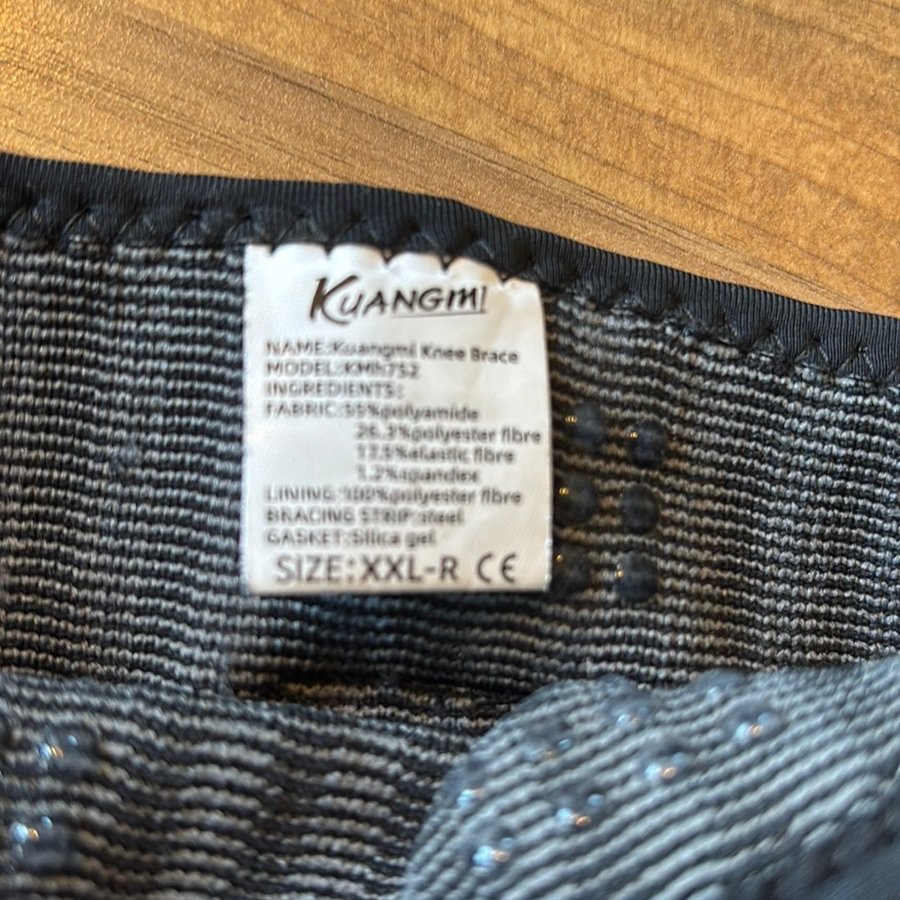 KUANGMI
NAME:Kuangmi Knee Brace
MODEL:KMh752
INGREDIENTS:
FABRIC:55%polyamide
26.3%polyester fibre
17.5%elastic fibre
1.2%spandex
LINING:100%polyester fibre
BRACING STRIP:steel
GASKET:Silica gel
SIZE:XXL-R CE